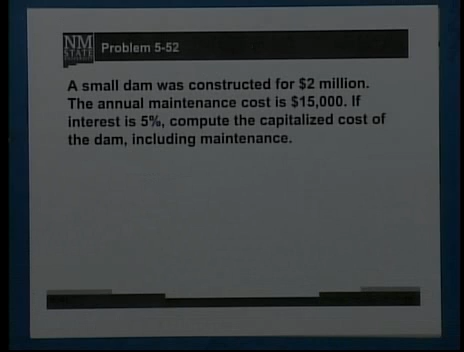 NM
STATE
Problem 5-52
A small dam was constructed for $2 million.
The annual maintenance cost is $15,000. If
interest is 5%, compute the capitalized cost of
the dam, including maintenance.